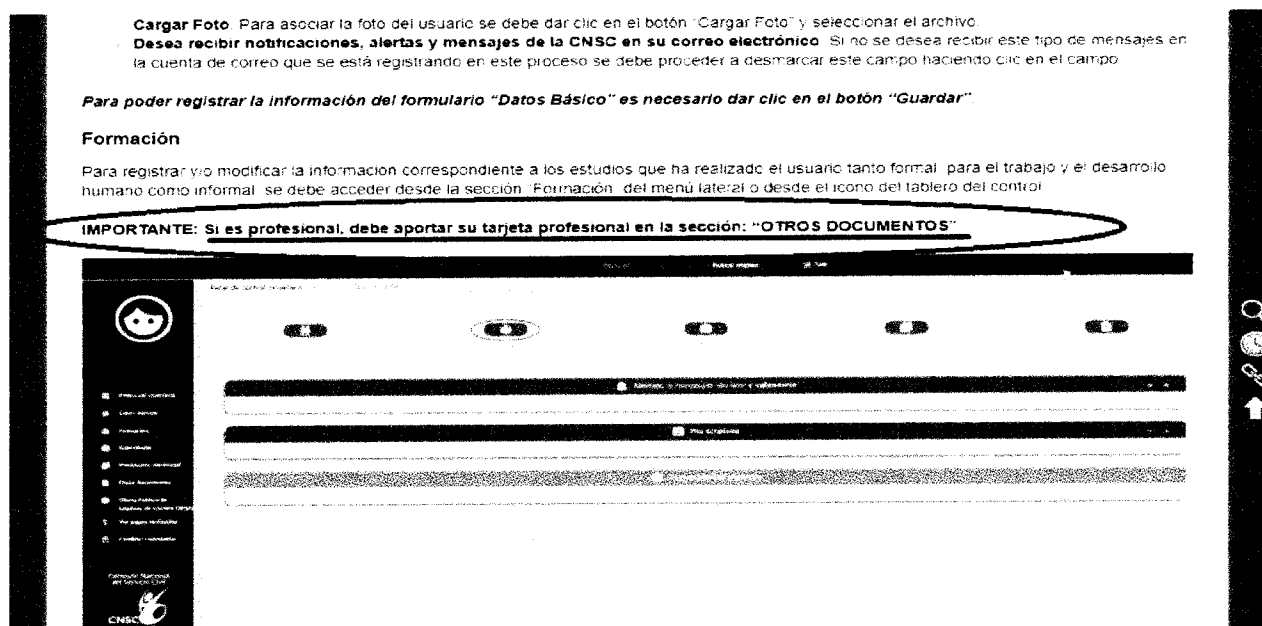 Cargar Foto. Para asociar la foto del usuario se debe dar clic en el botón "Cargar Foto" y seleccionar el archivo.
Desea recibir notificaciones, alertas y mensajes de la CNSC en su correo electrónico. Si no se desea recibir este tipo de mensajes en
la cuenta de correo que se está registrando en este proceso se debe proceder a desmarcar este campo haciendo clic en el campo
Para poder registrar la información del formulario "Datos Básico" es necesario dar clic en el botón "Guardar".
Formación
Para registrar y/o modificar la información correspondiente a los estudios que ha realizado el usuario tanto formal, para el trabajo y el desarrollo
humano como informal, se debe acceder desde la sección "Formación" del menú lateral o desde el icono del tablero del control
IMPORTANTE: Si es profesional, debe aportar su tarjeta profesional en la sección: "OTROS DOCUMENTOS"
Buscar empleo
Panel de control
Formación
Comisión Nacional
del Servicio Civil
CNSC